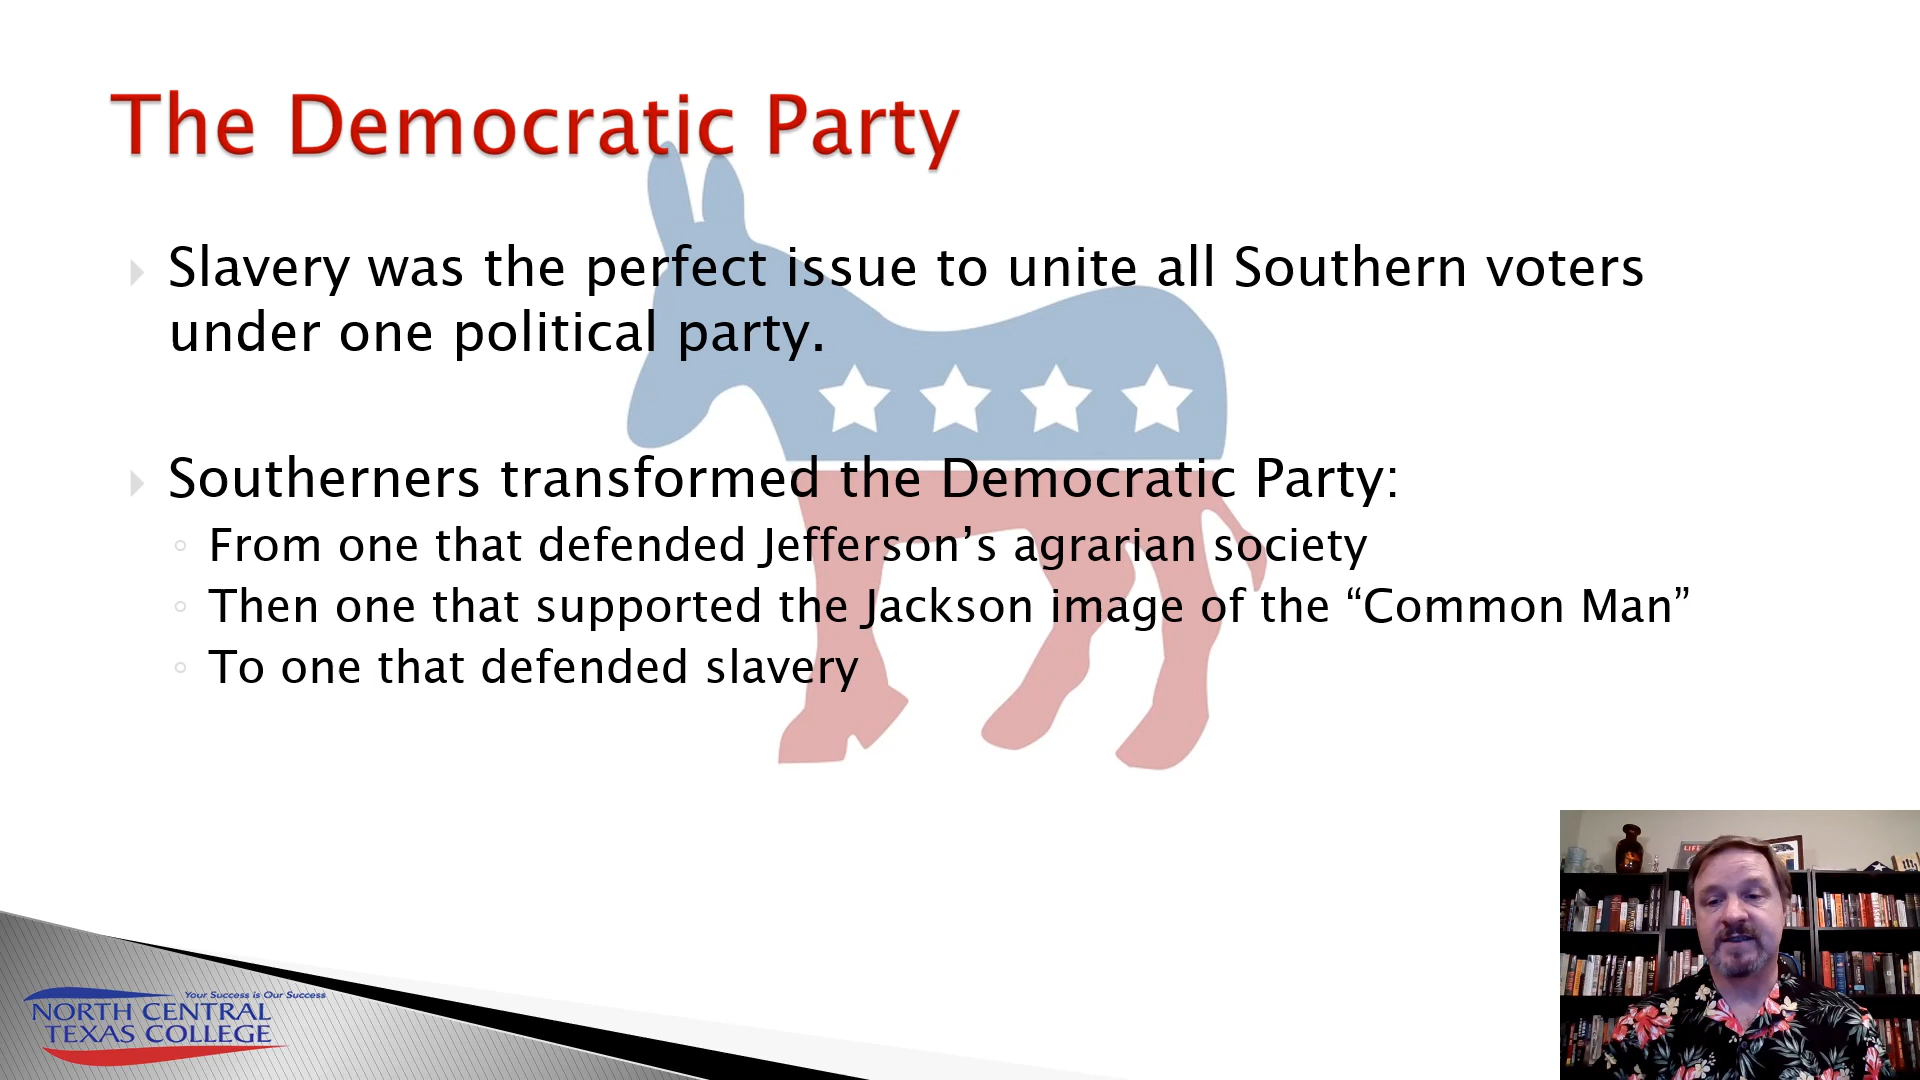 The Democratic Party
Slavery was the perfect issue to unite all Southern voters
under one political party.
Southerners transformed the Democratic Party:
From one that defended Jefferson’s agrarian society
Then one that supported the Jackson image of the “Common Man”
To one that defended slavery
Your Success is Our Success
NORTH CENTRAL
TEXAS COLLEGE
LIFE